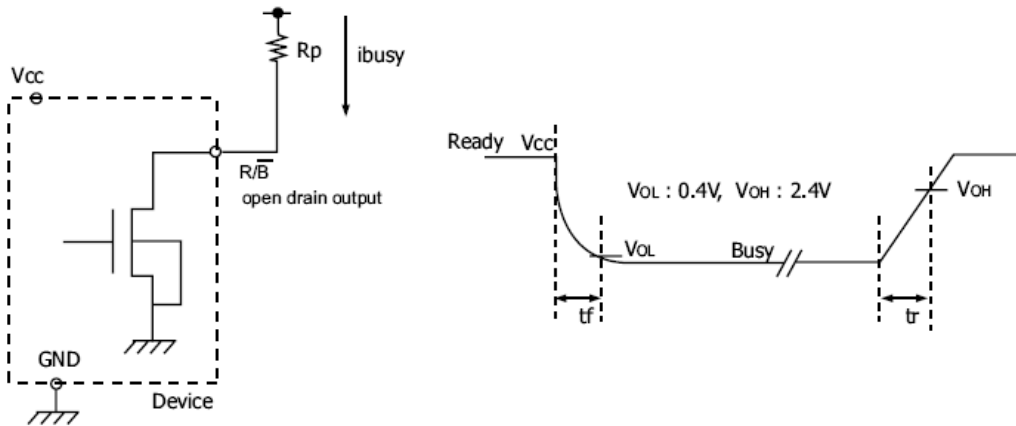 Rp
ibusy
Vcc
R/B̅
open drain output
GND
Device
Ready Vcc
VOL : 0.4V, VOH : 2.4V
VOH
VOL
Busy
tf
tr